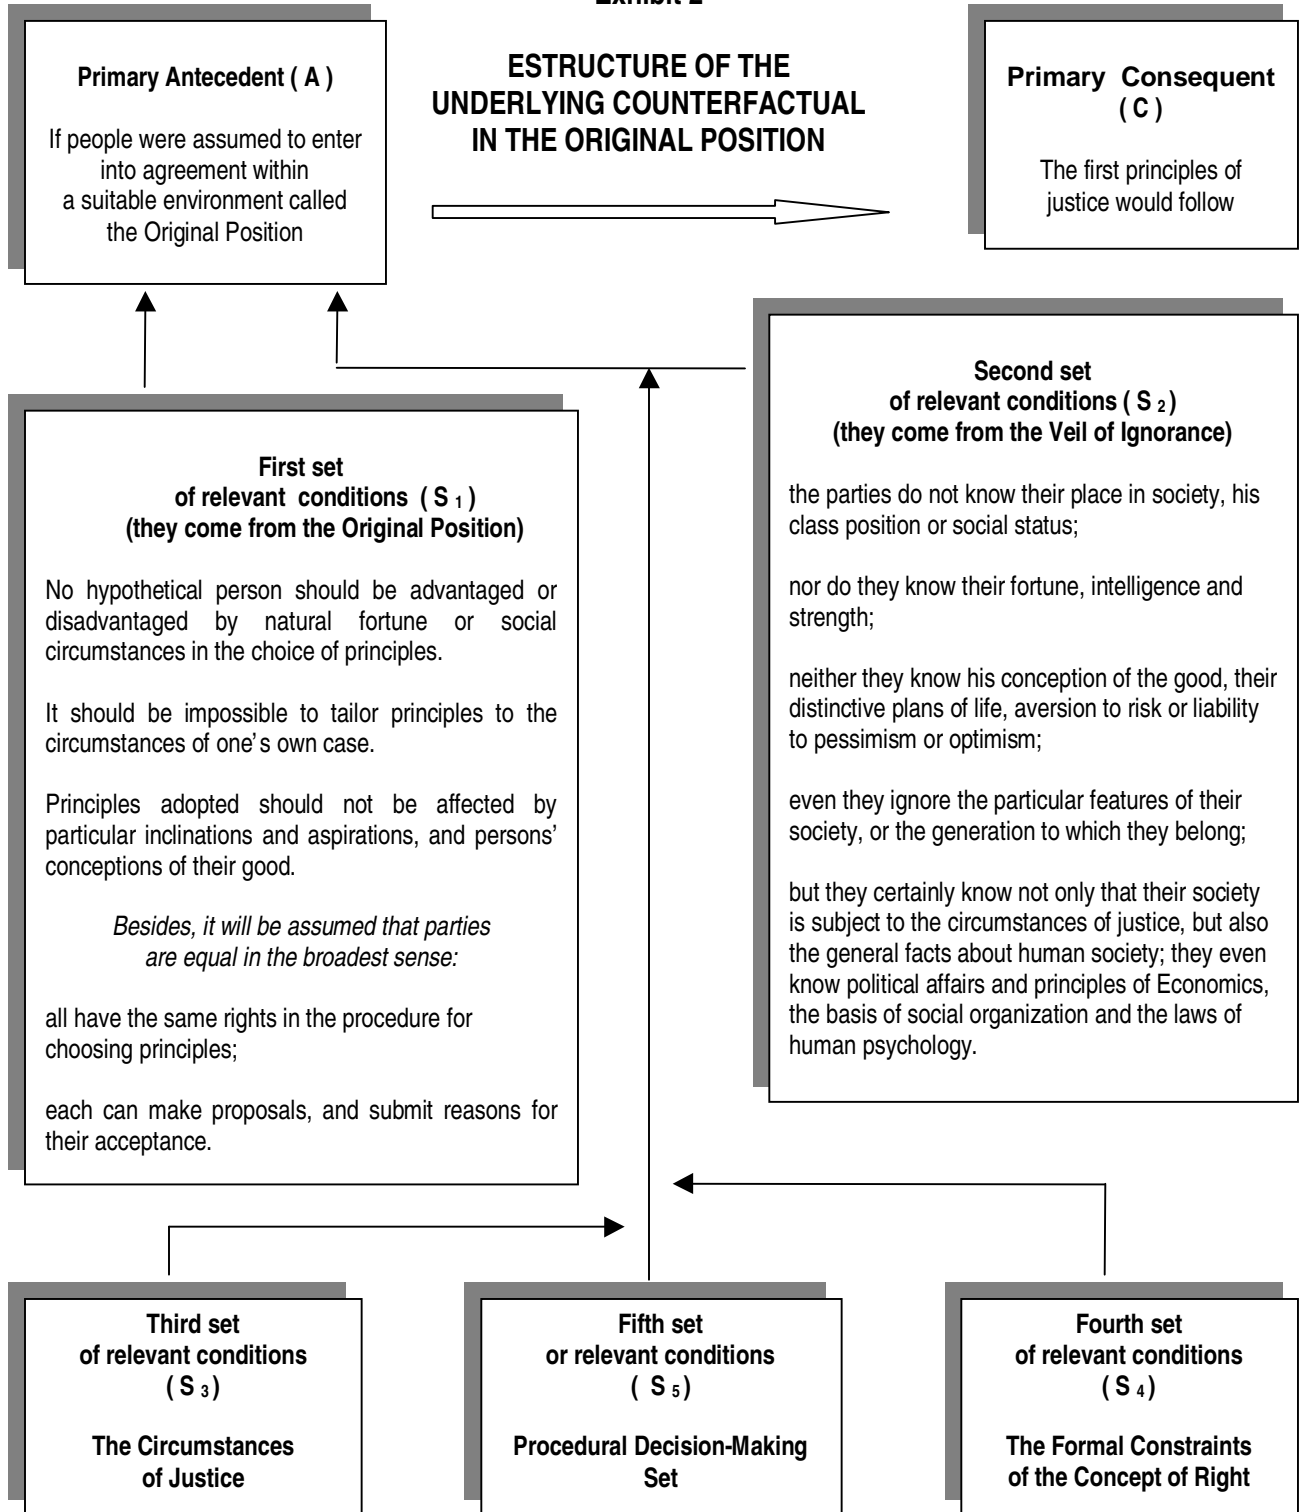 Exhibit 2
Primary Antecedent ( A )
If people were assumed to enter
into agreement within
a suitable environment called
the Original Position
ESTRUCTURE OF THE
UNDERLYING COUNTERFACTUAL
IN THE ORIGINAL POSITION
Primary Consequent
( C )
The first principles of
justice would follow
First set
of relevant conditions ( S 1 )
(they come from the Original Position)
No hypothetical person should be advantaged or
disadvantaged by natural fortune or social
circumstances in the choice of principles.
It should be impossible to tailor principles to the
circumstances of one's own case.
Principles adopted should not be affected by
particular inclinations and aspirations, and persons'
conceptions of their good.
Besides, it will be assumed that parties
are equal in the broadest sense:
all have the same rights in the procedure for
choosing principles;
each can make proposals, and submit reasons for
their acceptance.
Second set
of relevant conditions ( S 2 )
(they come from the Veil of Ignorance)
the parties do not know their place in society, his
class position or social status;
nor do they know their fortune, intelligence and
strength;
neither they know his conception of the good, their
distinctive plans of life, aversion to risk or liability
to pessimism or optimism;
even they ignore the particular features of their
society, or the generation to which they belong;
but they certainly know not only that their society
is subject to the circumstances of justice, but also
the general facts about human society; they even
know political affairs and principles of Economics,
the basis of social organization and the laws of
human psychology.
Third set
of relevant conditions
( S 3 )
The Circumstances
of Justice
Fifth set
or relevant conditions
( S 5 )
Procedural Decision-Making
Set
Fourth set
of relevant conditions
( S 4 )
The Formal Constraints
of the Concept of Right